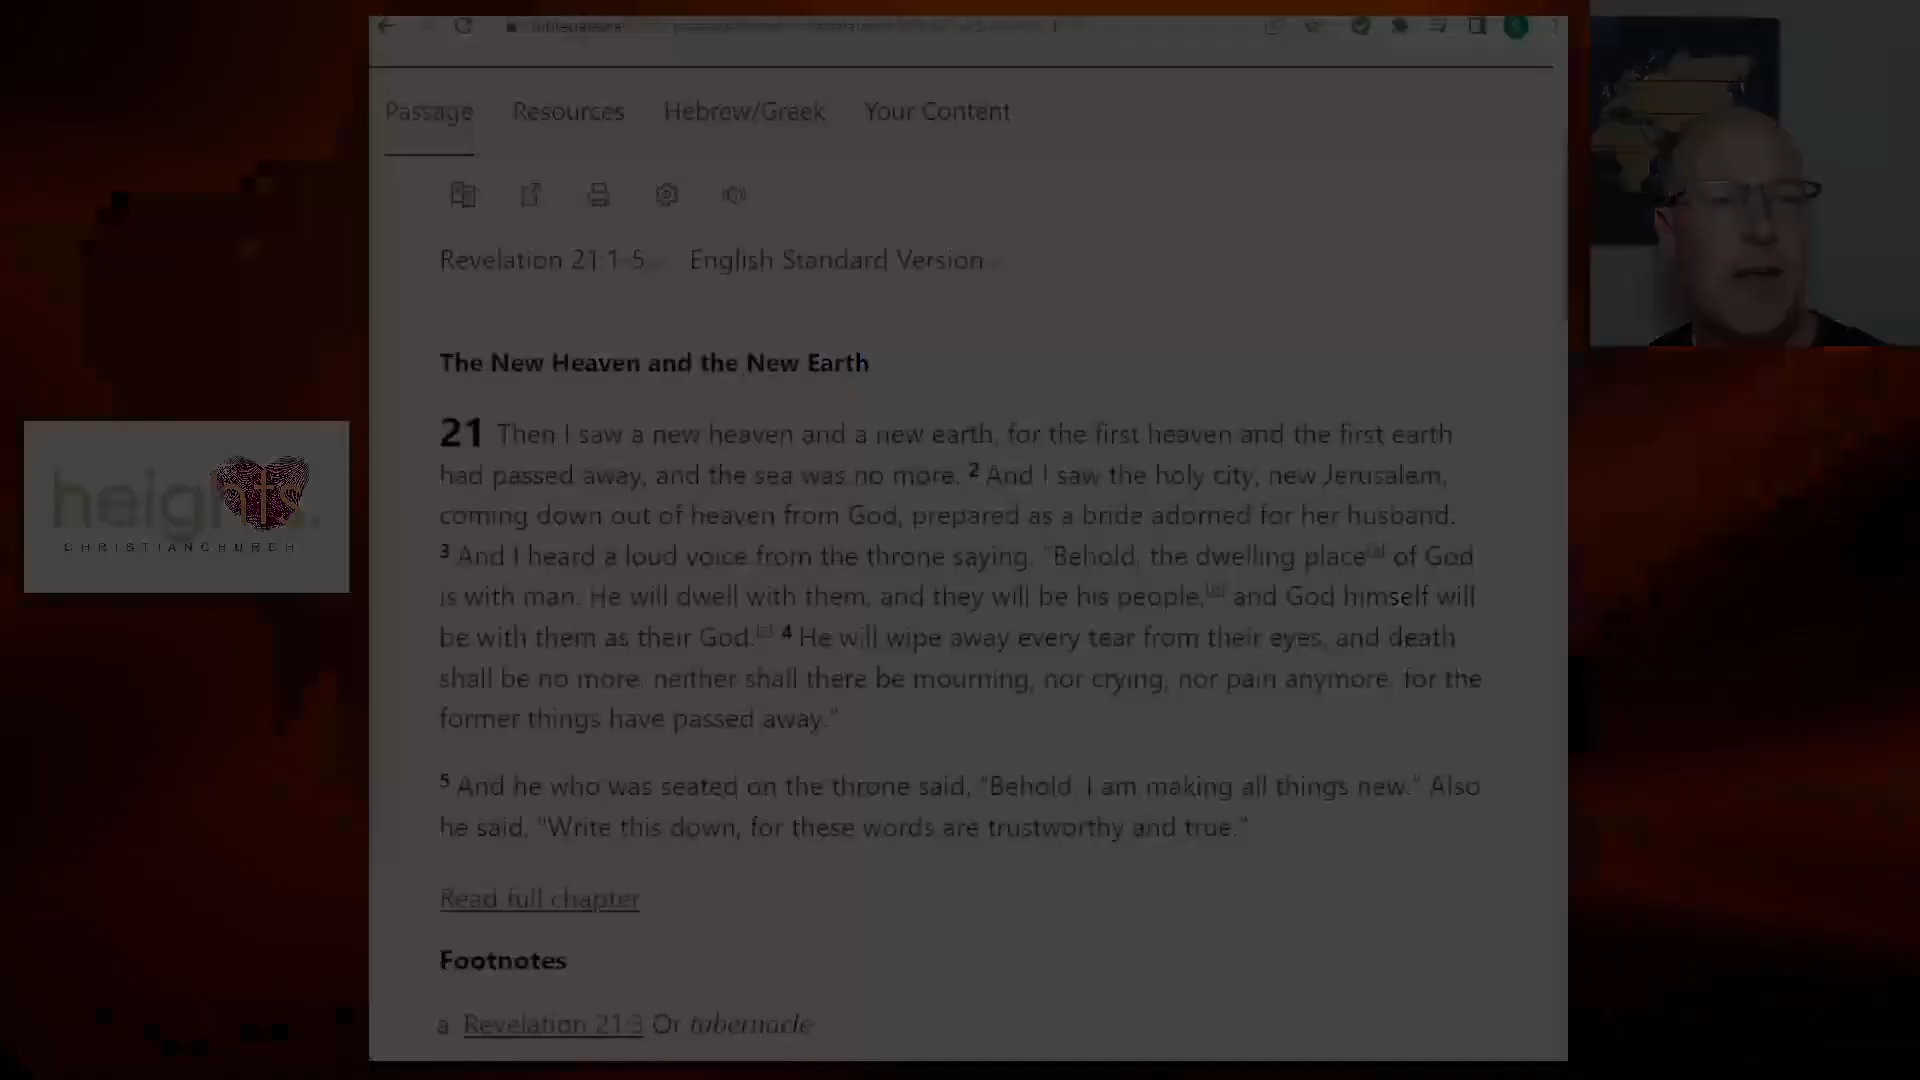 Passage Resources Hebrew/Greek Your Content
Revelation 21:1-5 English Standard Version
The New Heaven and the New Earth
21 Then I saw a new heaven and a new earth, for the first heaven and the first earth
had passed away, and the sea was no more. 2 And I saw the holy city, new Jerusalem,
coming down out of heaven from God, prepared as a bride adorned for her husband.
3 And I heard a loud voice from the throne saying, "Behold, the dwelling place[a] of God
is with man. He will dwell with them, and they will be his people, and God himself will
be with them as their God. 4 He will wipe away every tear from their eyes, and death
shall be no more, neither shall there be mourning, nor crying, nor pain anymore, for the
former things have passed away."
5 And he who was seated on the throne said, "Behold, I am making all things new." Also
he said, "Write this down, for these words are trustworthy and true."
Read full chapter
Footnotes
a Revelation 21:3 Or tabernacle
heights.
CHRISTIANCHURCH